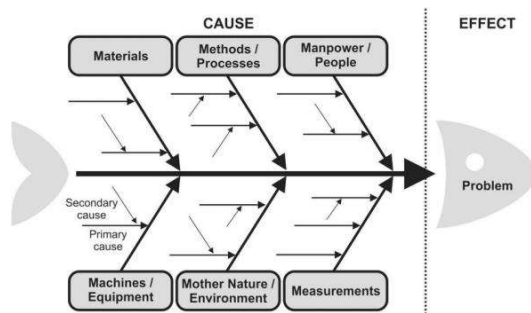 CAUSE
EFFECT
Materials
Methods /
Processes
Manpower /
People
Problem
Secondary
cause
Primary
cause
Machines /
Equipment
Mother Nature /
Environment
Measurements